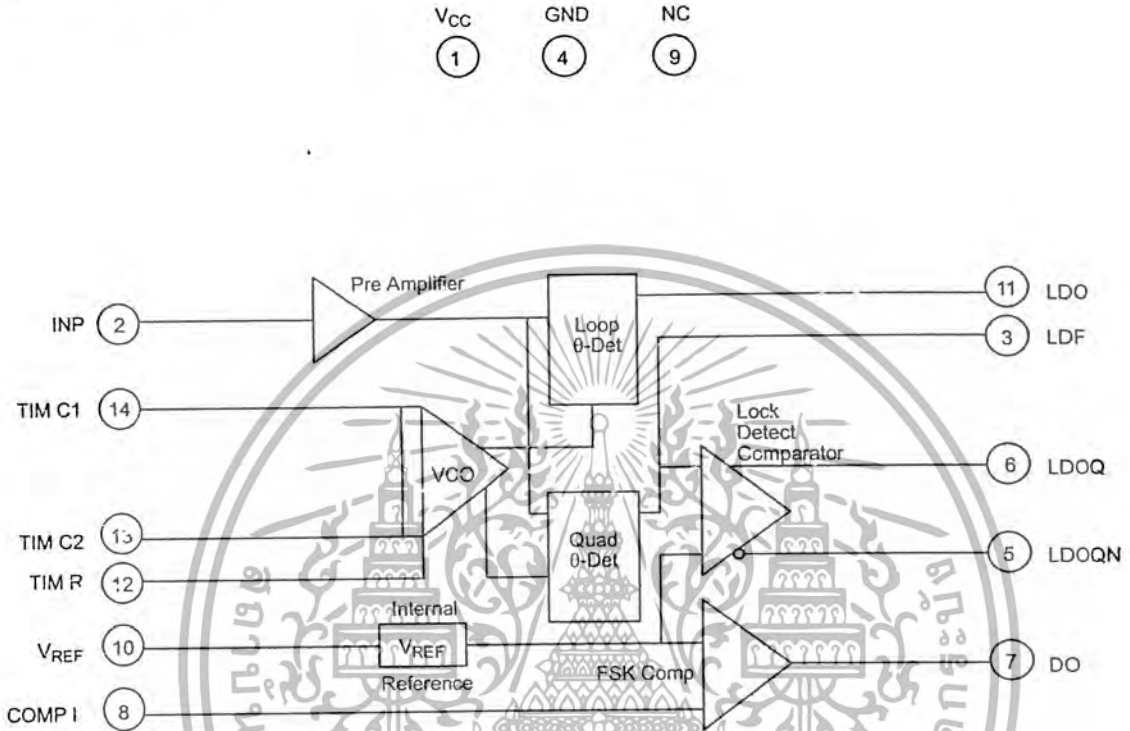 VCC GND NC
1 4 9
Pre Amplifier
INP 2
Loop
θ-Det
11 LDO
3 LDF
TIM C1 14
VCO
Lock
Detect
Comparator
6 LDOQ
TIM C2 13
TIM R 12
Quad
θ-Det
5 LDOQN
Internal
VREF 10
VREF
Reference
FSK Comp
7 DO
COMP I 8